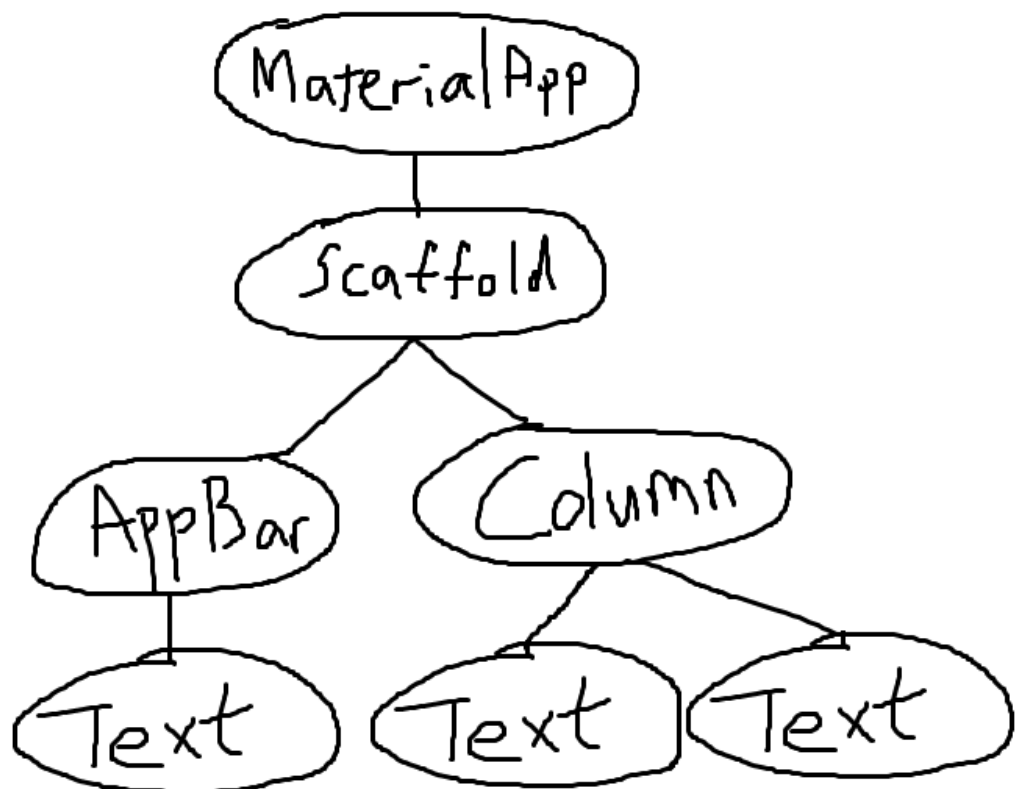 MaterialApp
Scaffold
AppBar
Column
Text
Text
Text